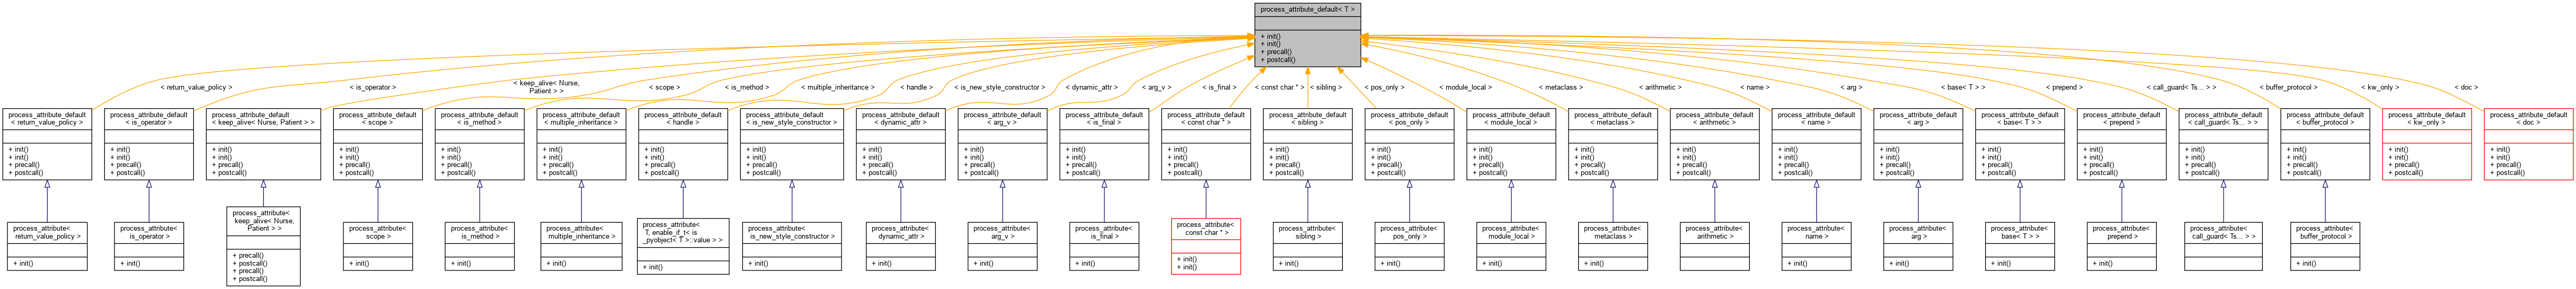 process_attribute_default< T >
+ init()
+ init()
+ precall()
+ postcall()
< return_value_policy >
< is_operator >
< keep_alive< Nurse,
Patient > >
< scope >
< is_method >
< multiple_inheritance >
< handle >
< is_new_style_constructor >
< dynamic_attr >
< arg_v >
< is_final >
< const char * >
< sibling >
< pos_only >
< module_local >
< metaclass >
< arithmetic >
< name >
< arg >
< base< T > >
< prepend >
< call_guard< Ts... > >
< buffer_protocol >
< kw_only >
< doc >
process_attribute_default
< return_value_policy >
+ init()
+ init()
+ precall()
+ postcall()
process_attribute_default
< is_operator >
+ init()
+ init()
+ precall()
+ postcall()
process_attribute_default
< keep_alive< Nurse, Patient > >
+ init()
+ init()
+ precall()
+ postcall()
process_attribute_default
< scope >
+ init()
+ init()
+ precall()
+ postcall()
process_attribute_default
< is_method >
+ init()
+ init()
+ precall()
+ postcall()
process_attribute_default
< multiple_inheritance >
+ init()
+ init()
+ precall()
+ postcall()
process_attribute_default
< handle >
+ init()
+ init()
+ precall()
+ postcall()
process_attribute_default
< is_new_style_constructor >
+ init()
+ init()
+ precall()
+ postcall()
process_attribute_default
< dynamic_attr >
+ init()
+ init()
+ precall()
+ postcall()
process_attribute_default
< arg_v >
+ init()
+ init()
+ precall()
+ postcall()
process_attribute_default
< is_final >
+ init()
+ init()
+ precall()
+ postcall()
process_attribute_default
< const char * >
+ init()
+ init()
+ precall()
+ postcall()
process_attribute_default
< sibling >
+ init()
+ init()
+ precall()
+ postcall()
process_attribute_default
< pos_only >
+ init()
+ init()
+ precall()
+ postcall()
process_attribute_default
< module_local >
+ init()
+ init()
+ precall()
+ postcall()
process_attribute_default
< metaclass >
+ init()
+ init()
+ precall()
+ postcall()
process_attribute_default
< arithmetic >
+ init()
+ init()
+ precall()
+ postcall()
process_attribute_default
< name >
+ init()
+ init()
+ precall()
+ postcall()
process_attribute_default
< arg >
+ init()
+ init()
+ precall()
+ postcall()
process_attribute_default
< base< T > >
+ init()
+ init()
+ precall()
+ postcall()
process_attribute_default
< prepend >
+ init()
+ init()
+ precall()
+ postcall()
process_attribute_default
< call_guard< Ts... > >
+ init()
+ init()
+ precall()
+ postcall()
process_attribute_default
< buffer_protocol >
+ init()
+ init()
+ precall()
+ postcall()
process_attribute_default
< kw_only >
+ init()
+ init()
+ precall()
+ postcall()
process_attribute_default
< doc >
+ init()
+ init()
+ precall()
+ postcall()
process_attribute<
return_value_policy >
+ init()
process_attribute<
is_operator >
+ init()
process_attribute<
keep_alive< Nurse,
Patient > >
+ precall()
+ postcall()
+ precall()
+ postcall()
process_attribute<
scope >
+ init()
process_attribute<
is_method >
+ init()
process_attribute<
multiple_inheritance >
+ init()
process_attribute<
T, enable_if_t< is
_pyobject< T >::value > >
+ init()
process_attribute<
is_new_style_constructor >
+ init()
process_attribute<
dynamic_attr >
+ init()
process_attribute<
arg_v >
+ init()
process_attribute<
is_final >
+ init()
process_attribute<
const char * >
+ init()
+ init()
process_attribute<
sibling >
+ init()
process_attribute<
pos_only >
+ init()
process_attribute<
module_local >
+ init()
process_attribute<
metaclass >
+ init()
process_attribute<
arithmetic >
process_attribute<
name >
+ init()
process_attribute<
arg >
+ init()
process_attribute<
base< T > >
+ init()
process_attribute<
prepend >
+ init()
process_attribute<
call_guard< Ts... > >
process_attribute<
buffer_protocol >
+ init()